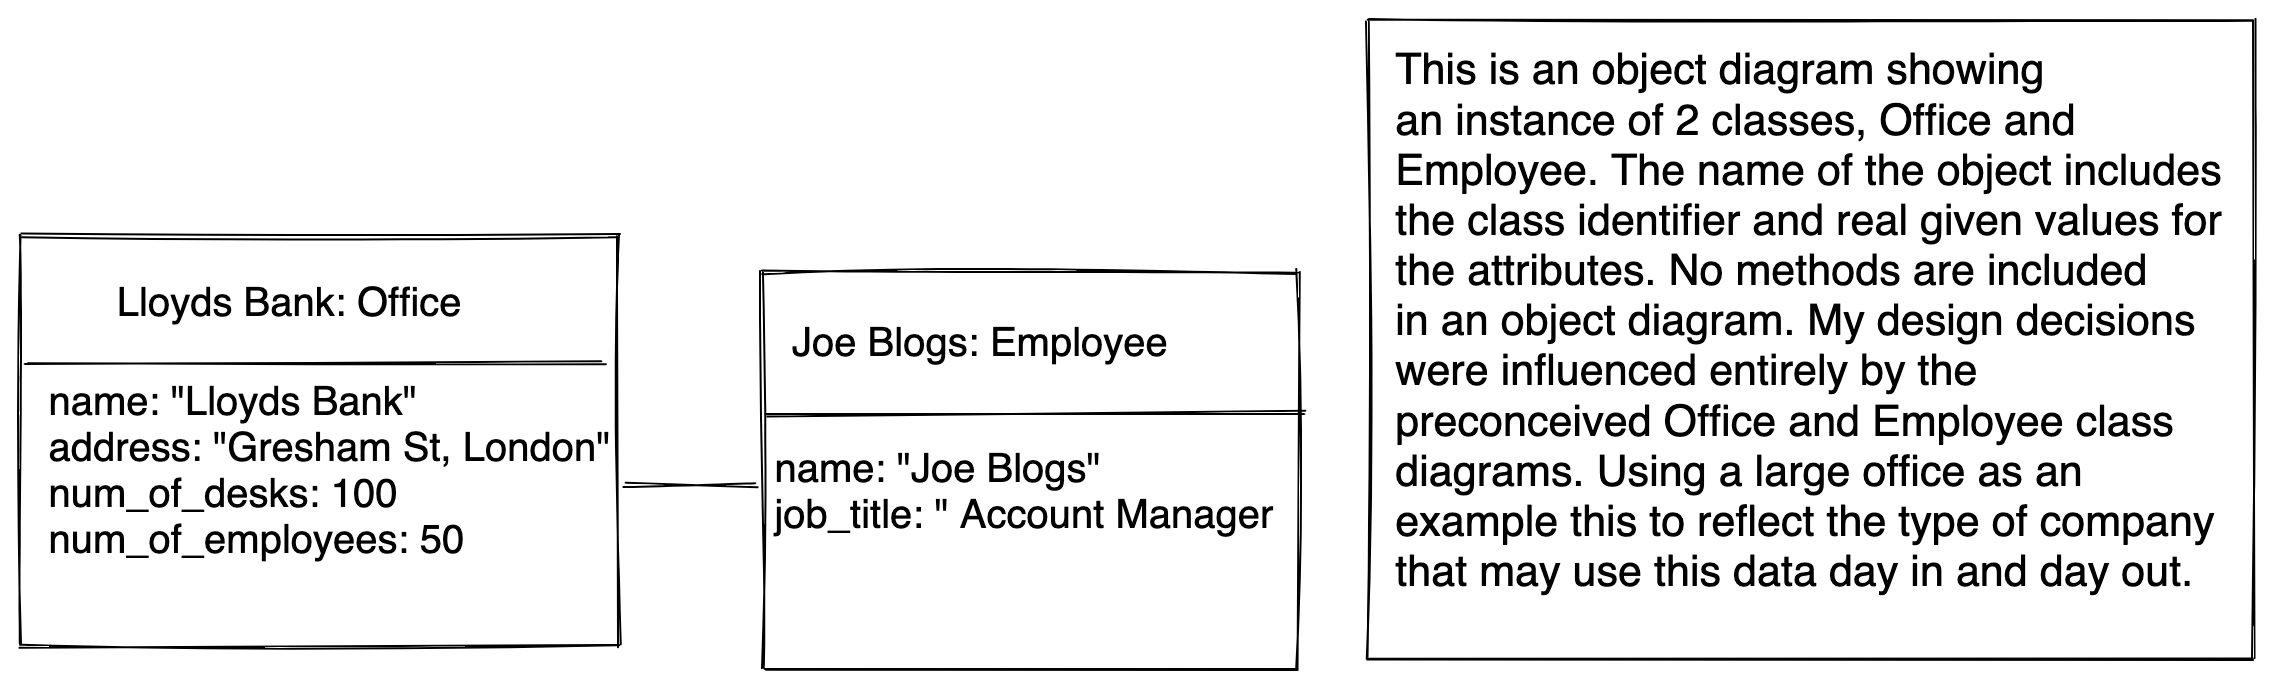 Lloyds Bank: Office
name: "Lloyds Bank"
address: "Gresham St, London"
num_of_desks: 100
num_of_employees: 50
Joe Blogs: Employee
name: "Joe Blogs"
job_title: " Account Manager
This is an object diagram showing
an instance of 2 classes, Office and
Employee. The name of the object includes
the class identifier and real given values for
the attributes. No methods are included
in an object diagram. My design decisions
were influenced entirely by the
preconceived Office and Employee class
diagrams. Using a large office as an
example this to reflect the type of company
that may use this data day in and day out.